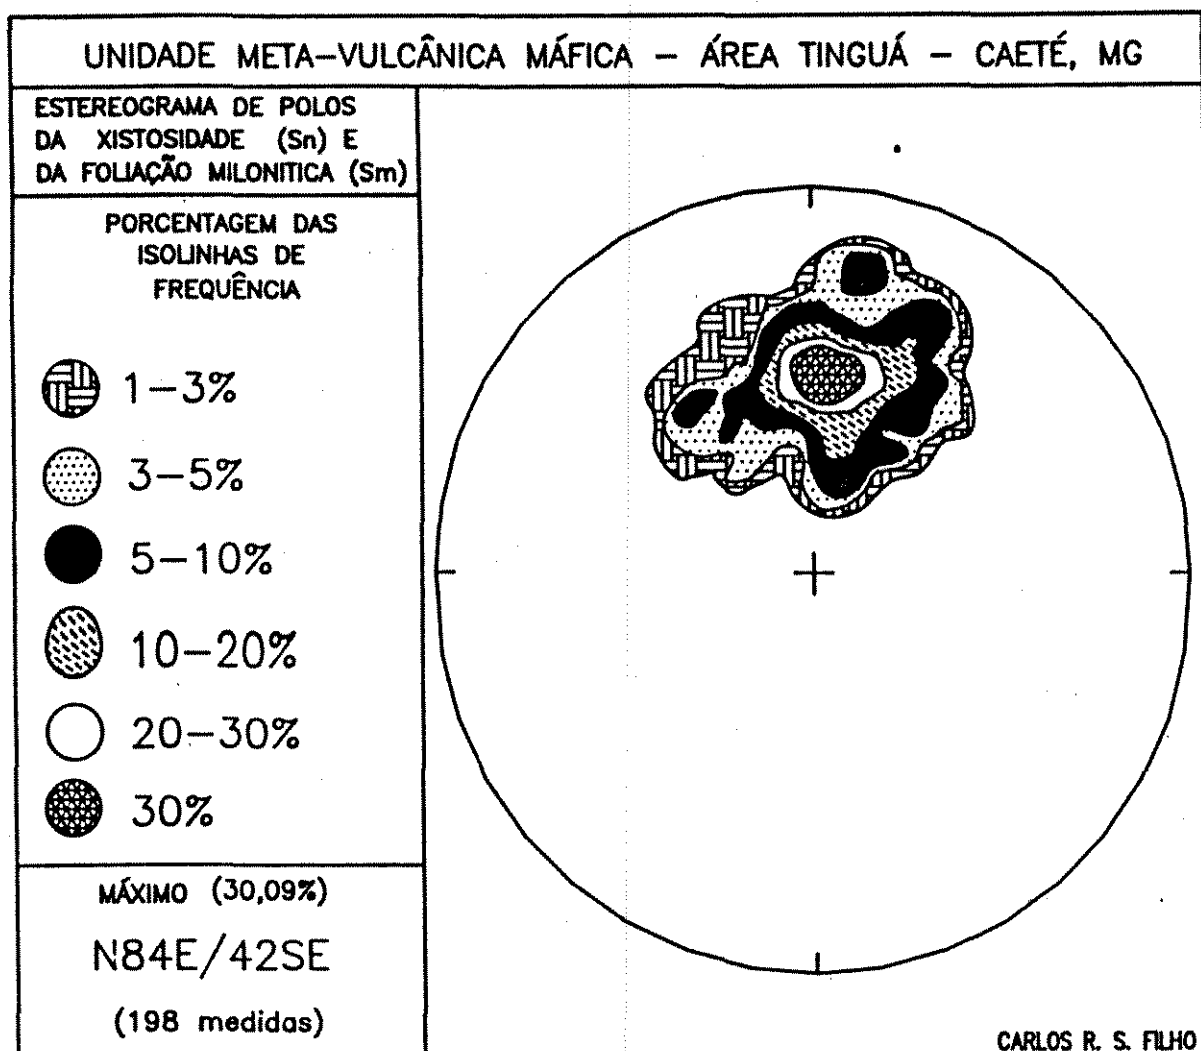 UNIDADE META-VULCÂNICA MÁFICA - ÁREA TINGUÁ - CAETÉ, MG
ESTEREOGRAMA DE POLOS
DA XISTOSIDADE (Sn) E
DA FOLIAÇÃO MILONITICA (Sm)
PORCENTAGEM DAS
ISOLINHAS DE
FREQUÊNCIA
1-3%
3-5%
5-10%
10-20%
20-30%
30%
MÁXIMO (30,09%)
N84E/42SE
(198 medidas)
CARLOS R. S. FILHO